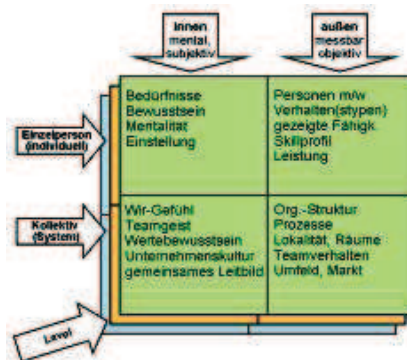 innen
mental,
subjektiv
außen
messbar
objektiv
Einzelperson
(individuell)
Bedürfnisse
Bewusstsein
Mentalität
Einstellung
Personen m/w
Verhalten(stypen)
gezeigte Fähigk.
Skillprofil
Leistung
Kollektiv
(System)
Wir-Gefühl
Teamgeist
Wertebewusstsein
Unternehmenskultur
gemeinsames Leitbild
Org.-Struktur
Prozesse
Lokalität, Räume
Teamverhalten
Umfeld, Markt
Level